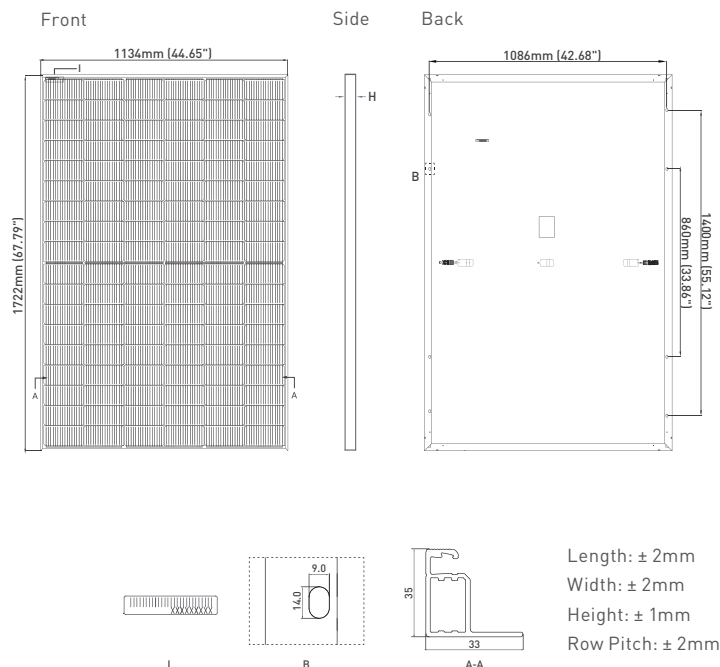 Front
Side
Back
1134mm (44.65")
1086mm (42.68")
I
H
B
1722mm (67.79")
860mm (33.86")
1400mm (55.12")
A
A
9.0
14.0
35
33
Length: ± 2mm
Width: ± 2mm
Height: ± 1mm
Row Pitch: ± 2mm
I
B
A-A